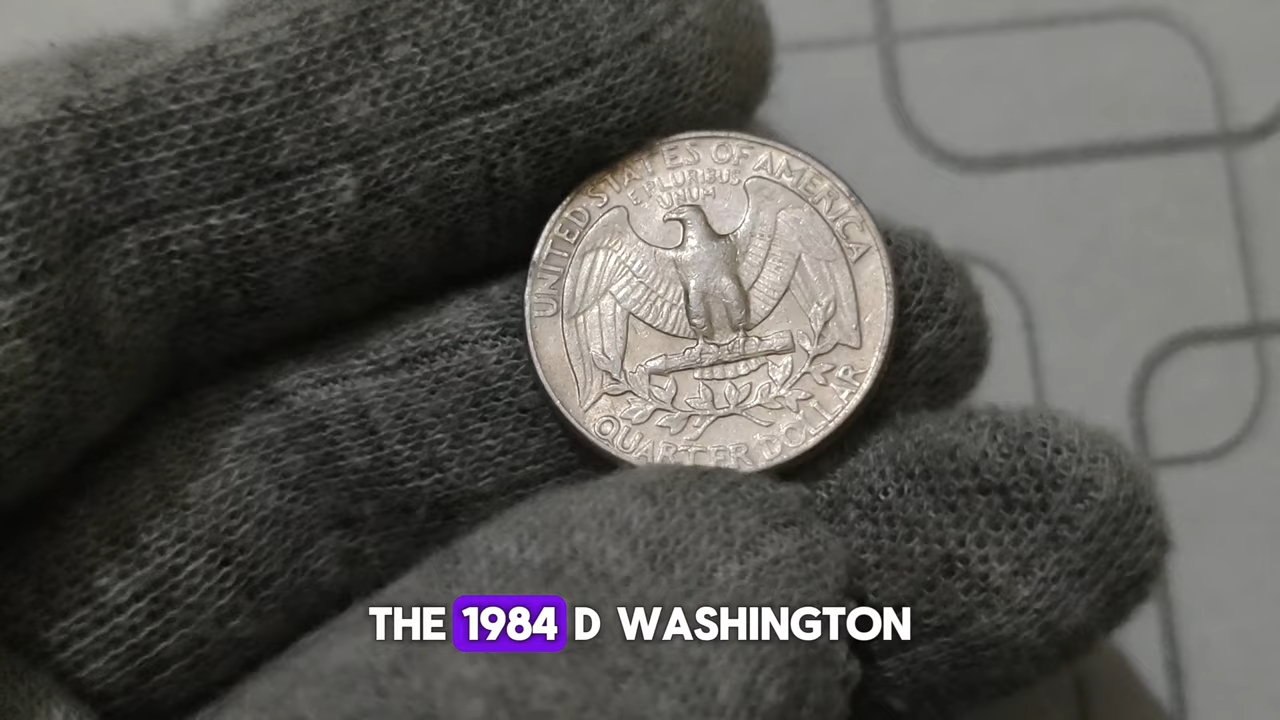 UNITED STATES OF AMERICA
E PLURIBUS
UNUM
QUARTER DOLLAR
THE 1984 D WASHINGTON